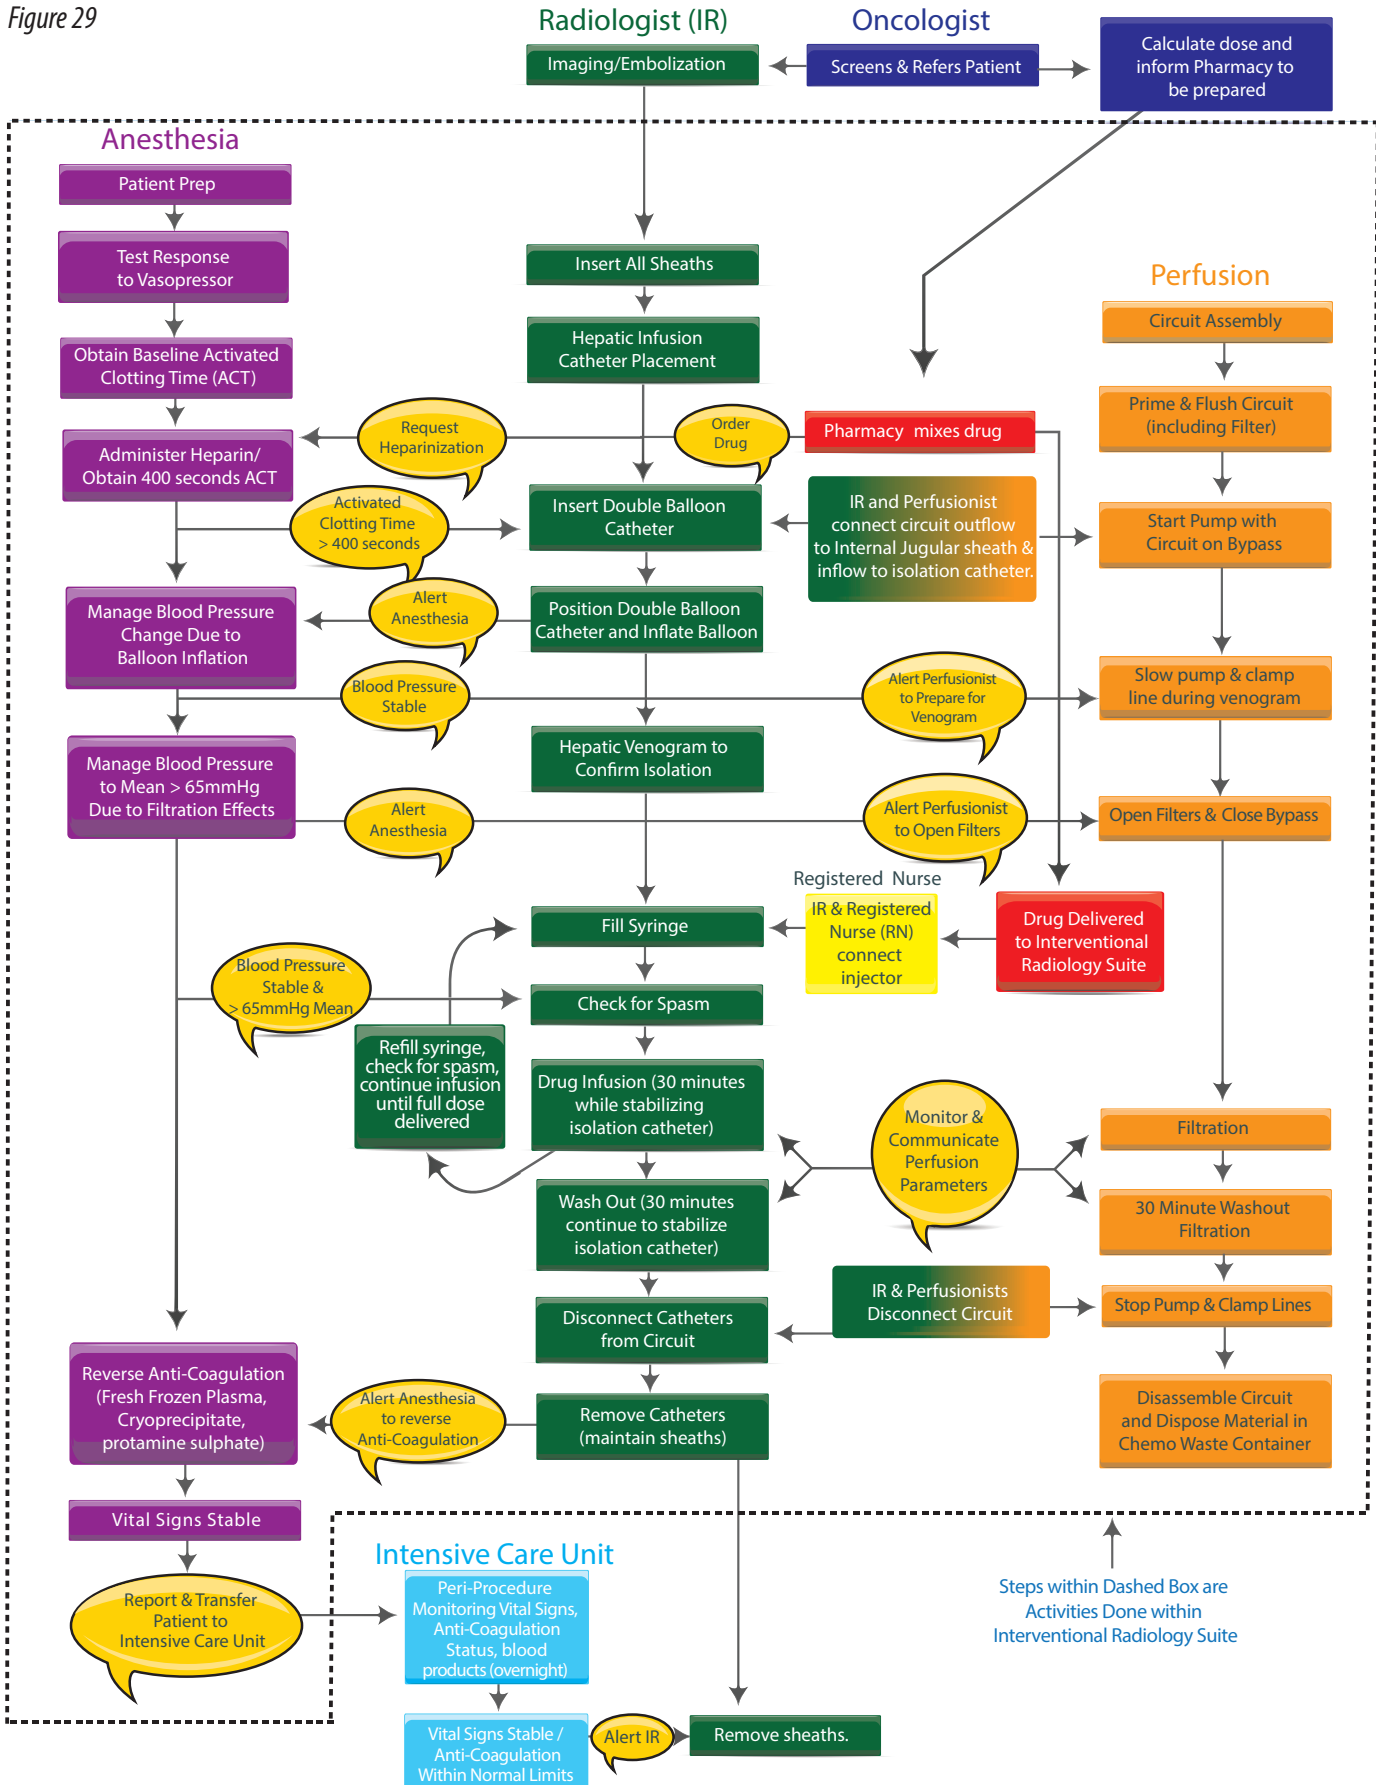 Figure 29
Radiologist (IR)
Oncologist
Imaging/Embolization
Screens & Refers Patient
Calculate dose and
inform Pharmacy to
be prepared
Anesthesia
Patient Prep
Test Response
to Vasopressor
Obtain Baseline Activated
Clotting Time (ACT)
Administer Heparin/
Obtain 400 seconds ACT
Manage Blood Pressure
Change Due to
Balloon Inflation
Manage Blood Pressure
to Mean > 65mmHg
Due to Filtration Effects
Reverse Anti-Coagulation
(Fresh Frozen Plasma,
Cryoprecipitate,
protamine sulphate)
Vital Signs Stable
Report & Transfer
Patient to
Intensive Care Unit
Request
Heparinization
Activated
Clotting Time
> 400 seconds
Alert
Anesthesia
Blood Pressure
Stable
Alert
Anesthesia
Blood Pressure
Stable &
> 65mmHg Mean
Refill syringe,
check for spasm,
continue infusion
until full dose
delivered
Alert Anesthesia
to reverse
Anti-Coagulation
Insert All Sheaths
Hepatic Infusion
Catheter Placement
Insert Double Balloon
Catheter
Position Double Balloon
Catheter and Inflate Balloon
Hepatic Venogram to
Confirm Isolation
Fill Syringe
Check for Spasm
Drug Infusion (30 minutes
while stabilizing
isolation catheter)
Wash Out (30 minutes
continue to stabilize
isolation catheter)
Disconnect Catheters
from Circuit
Remove Catheters
(maintain sheaths)
Order
Drug
Pharmacy mixes drug
IR and Perfusionist
connect circuit outflow
to Internal Jugular sheath &
inflow to isolation catheter.
Alert Perfusionist
to Prepare for
Venogram
Alert Perfusionist
to Open Filters
Registered Nurse
IR & Registered
Nurse (RN)
connect
injector
Drug Delivered
to Interventional
Radiology Suite
Monitor &
Communicate
Perfusion
Parameters
IR & Perfusionists
Disconnect Circuit
Perfusion
Circuit Assembly
Prime & Flush Circuit
(including Filter)
Start Pump with
Circuit on Bypass
Slow pump & clamp
line during venogram
Open Filters & Close Bypass
Filtration
30 Minute Washout
Filtration
Stop Pump & Clamp Lines
Disassemble Circuit
and Dispose Material in
Chemo Waste Container
Intensive Care Unit
Peri-Procedure
Monitoring Vital Signs,
Anti-Coagulation
Status, blood
products (overnight)
Vital Signs Stable /
Anti-Coagulation
Within Normal Limits
Alert IR
Remove sheaths.
Steps within Dashed Box are
Activities Done within
Interventional Radiology Suite